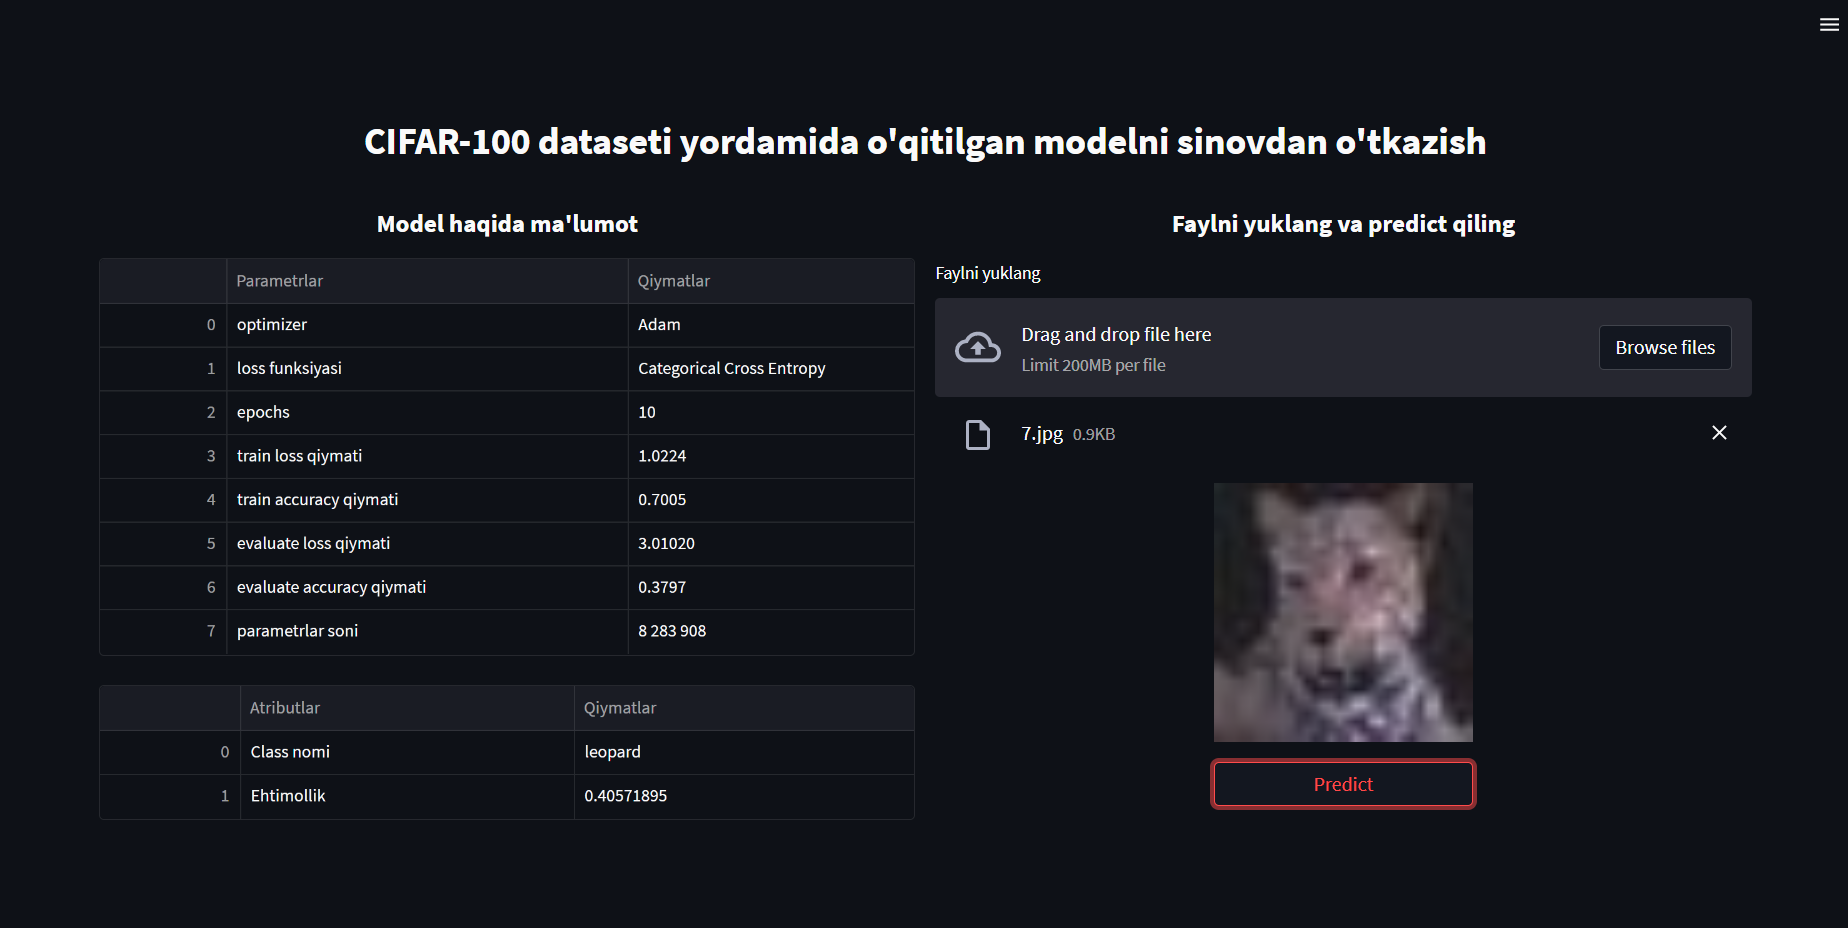 CIFAR-100 dataseti yordamida o'qitilgan modelni sinovdan o'tkazish
Model haqida ma'lumot
Parametrlar Qiymatlar
0 optimizer Adam
1 loss funksiyasi Categorical Cross Entropy
2 epochs 10
3 train loss qiymati 1.0224
4 train accuracy qiymati 0.7005
5 evaluate loss qiymati 3.01020
6 evaluate accuracy qiymati 0.3797
7 parametrlar soni 8 283 908
Atributlar Qiymatlar
0 Class nomi leopard
1 Ehtimollik 0.40571895
Faylni yuklang va predict qiling
Faylni yuklang
Drag and drop file here
Limit 200MB per file
Browse files
7.jpg 0.9KB
Predict